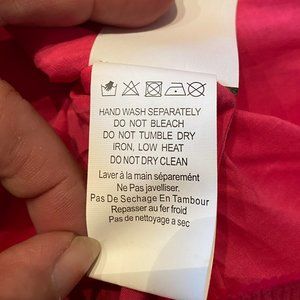 HAND WASH SEPARATELY
DO NOT BLEACH
DO NOT TUMBLE DRY
IRON, LOW HEAT
DO NOT DRY CLEAN
Laver à la main séparemént
Ne Pas javelliser.
Pas De Sechage En Tambour
Repasser au fer froid
Pas de nettoyage a sec